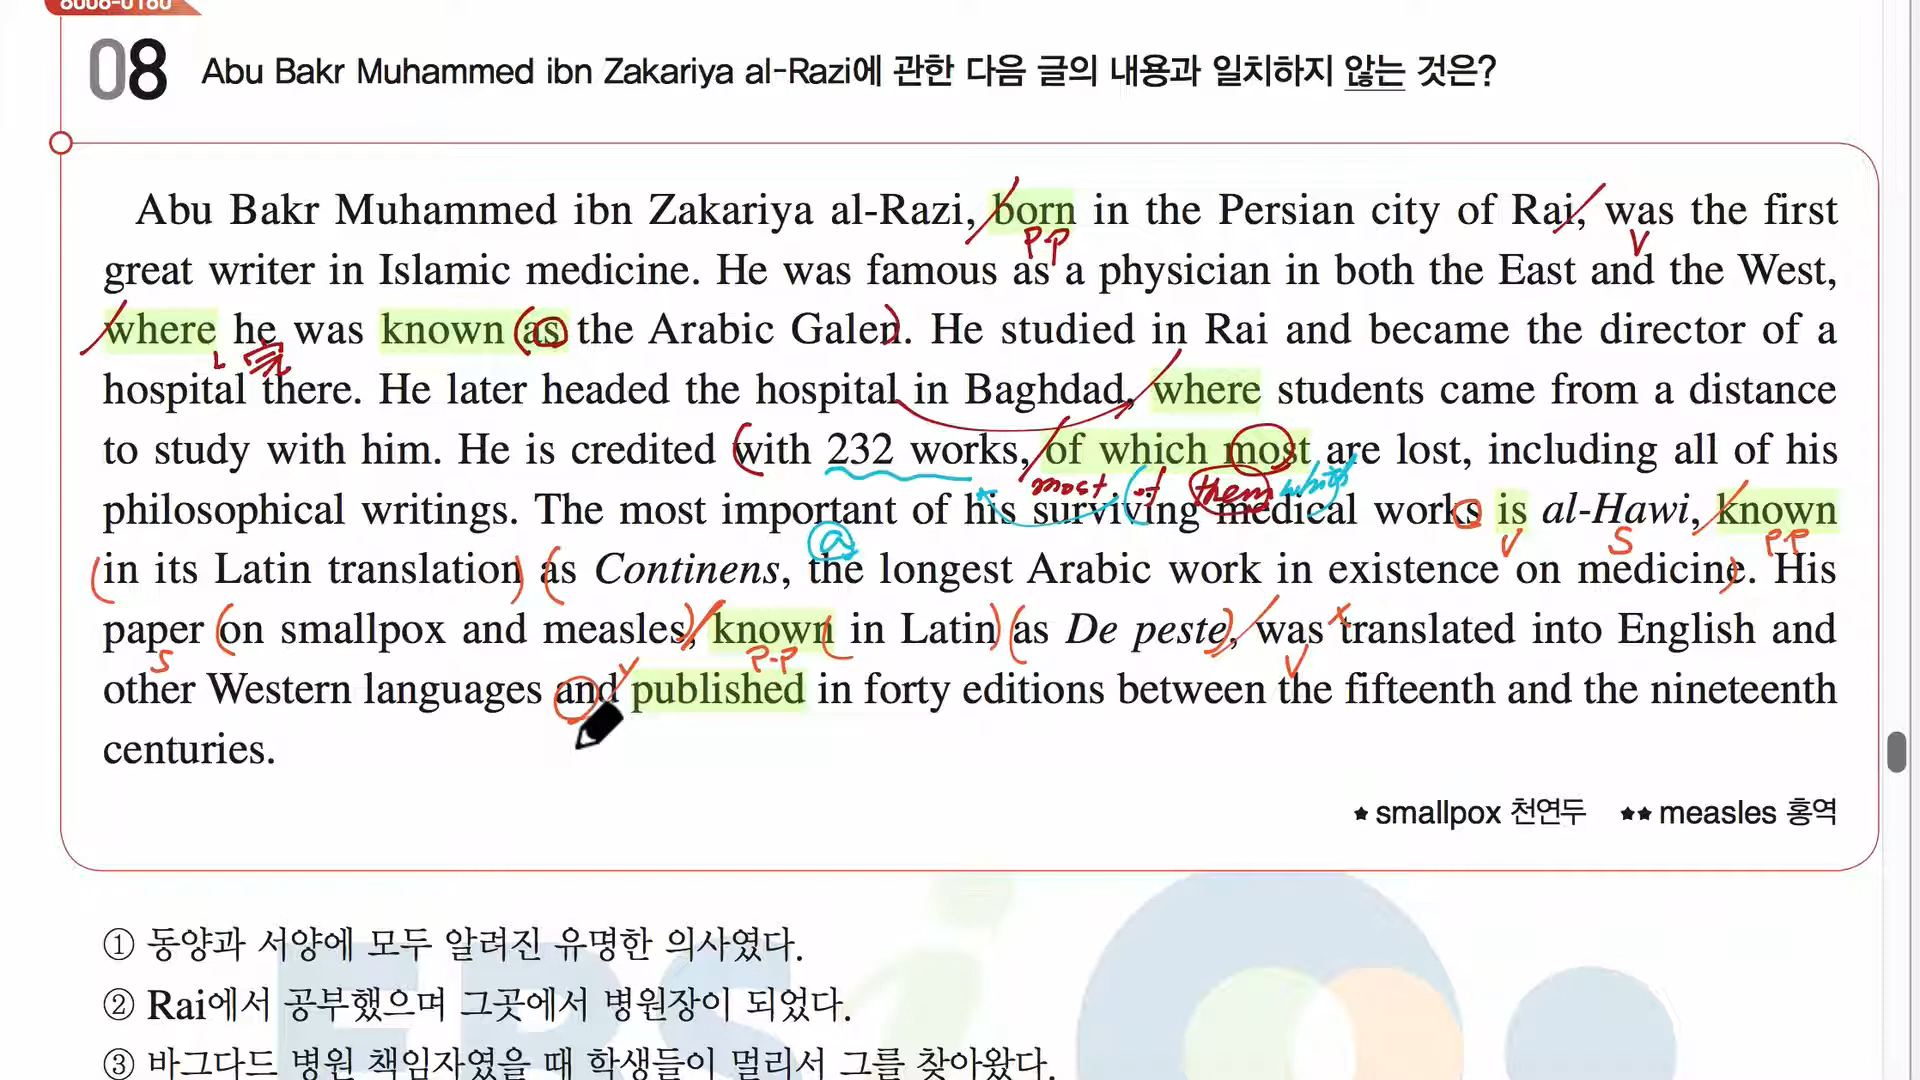 8006-0180
08 Abu Bakr Muhammed ibn Zakariya al-Razi에 관한 다음 글의 내용과 일치하지 않는 것은?
Abu Bakr Muhammed ibn Zakariya al-Razi, born in the Persian city of Rai, was the first
P.P V
great writer in Islamic medicine. He was famous as a physician in both the East and the West,
where he was known as the Arabic Galen. He studied in Rai and became the director of a
完
hospital there. He later headed the hospital in Baghdad, where students came from a distance
to study with him. He is credited with 232 works, of which most are lost, including all of his
most of them which
philosophical writings. The most important of his surviving medical works is al-Hawi, known
V S P.P
in its Latin translation as Continens, the longest Arabic work in existence on medicine. His
paper on smallpox and measles, known in Latin as De peste, was translated into English and
S P-P V
other Western languages and published in forty editions between the fifteenth and the nineteenth
centuries.
★ smallpox 천연두 ★★ measles 홍역
① 동양과 서양에 모두 알려진 유명한 의사였다.
② Rai에서 공부했으며 그곳에서 병원장이 되었다.
③ 바그다드 병원 책임자였을 때 학생들이 멀리서 그를 찾아왔다.